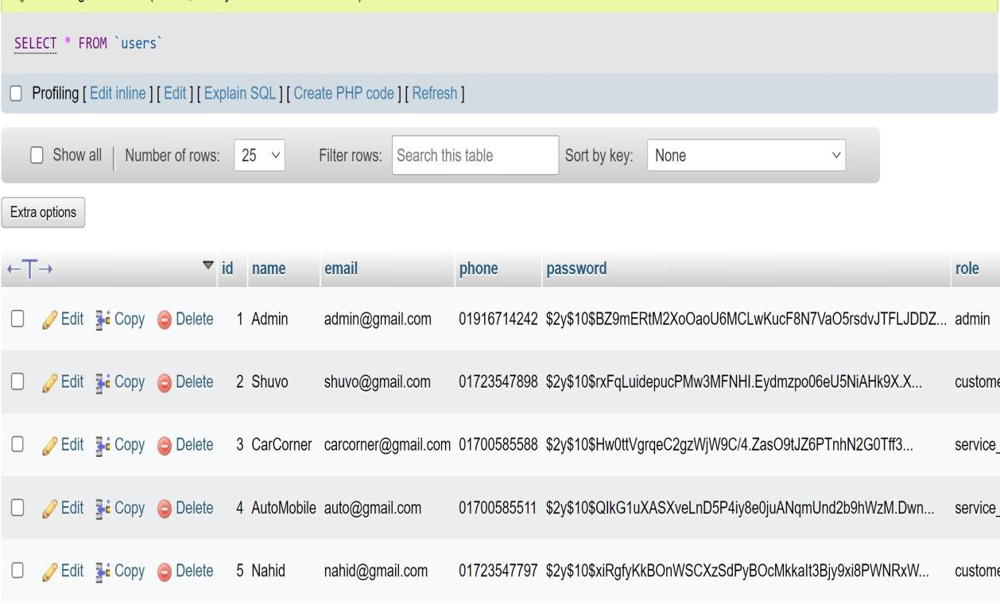 SELECT * FROM `users`
Profiling [ Edit inline ] [ Edit ] [ Explain SQL ] [ Create PHP code ] [ Refresh ]
Show all Number of rows: 25 Filter rows: Search this table Sort by key: None
Extra options
id name email phone password role
Edit Copy Delete 1 Admin admin@gmail.com 01916714242 $2y$10$BZ9mERtM2XoOaoU6MCLwKucF8N7VaO5rsdvJTFLJDDZ... admin
Edit Copy Delete 2 Shuvo shuvo@gmail.com 01723547898 $2y$10$rxFqLuidepucPMw3MFNHI.Eydmzpo06eU5NiAHk9X.X... custome
Edit Copy Delete 3 CarCorner carcorner@gmail.com 01700585588 $2y$10$Hw0ttVgrqeC2gzWjW9C/4.ZasO9tJZ6PTnhN2G0Tff3... service_
Edit Copy Delete 4 AutoMobile auto@gmail.com 01700585511 $2y$10$QIkG1uXASXveLnD5P4iy8e0juANqmUnd2b9hWzM.Dwn... service_
Edit Copy Delete 5 Nahid nahid@gmail.com 01723547797 $2y$10$xiRgfyKkBOnWSCXzSdPyBOcMkkaIt3Bjy9xi8PWNRxW... custome